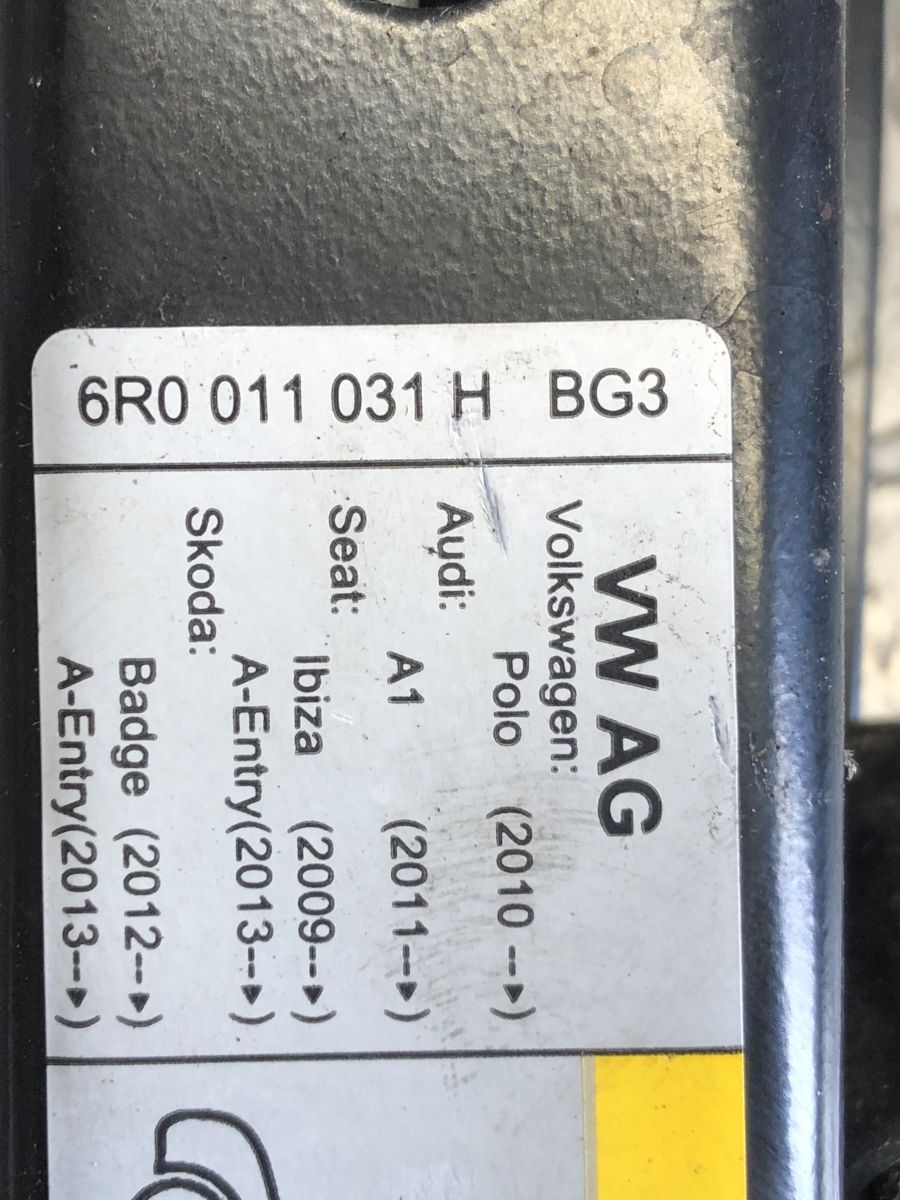 6R0 011 031 H BG3
VW AG
Volkswagen:
Polo (2010 --▶)
Audi:
A1 (2011--▶)
Seat:
Ibiza (2009--▶)
A-Entry(2013--▶)
Skoda:
Badge (2012--▶)
A-Entry(2013--▶)